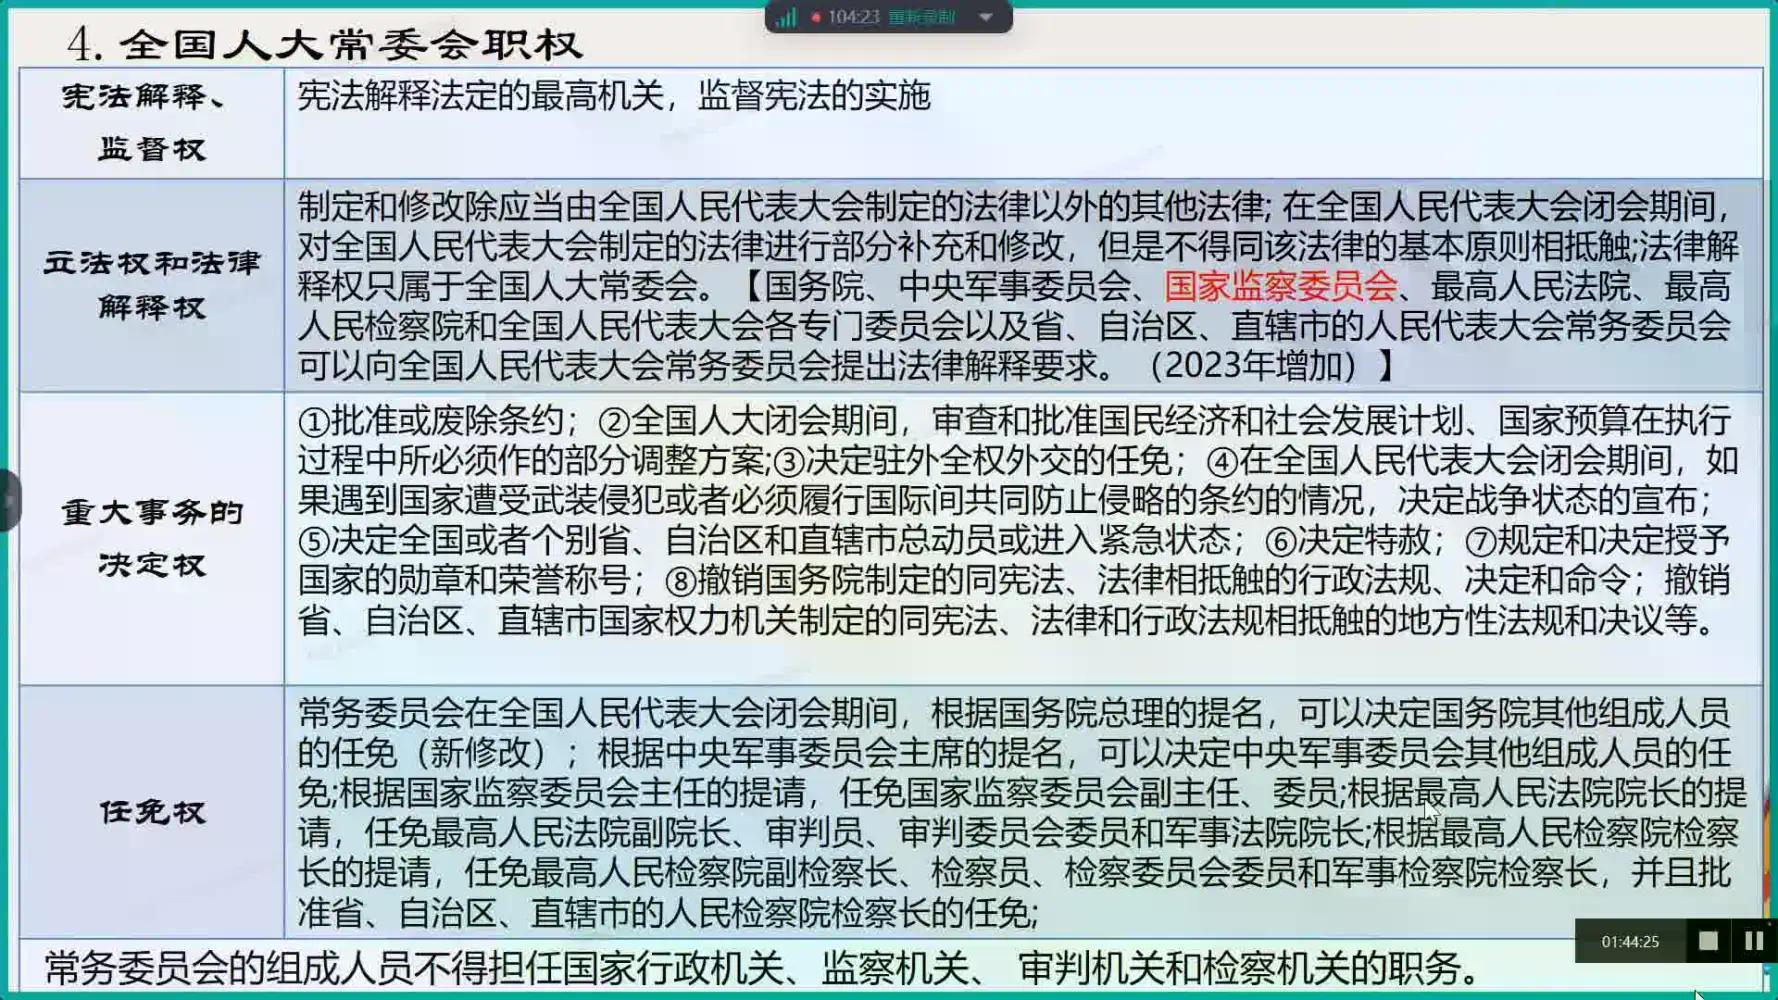 104:23 重新录制
4. 全国人大常委会职权
宪法解释、
监督权
宪法解释法定的最高机关，监督宪法的实施
立法权和法律
解释权
制定和修改除应当由全国人民代表大会制定的法律以外的其他法律; 在全国人民代表大会闭会期间，
对全国人民代表大会制定的法律进行部分补充和修改，但是不得同该法律的基本原则相抵触;法律解
释权只属于全国人大常委会。【国务院、中央军事委员会、国家监察委员会、最高人民法院、最高
人民检察院和全国人民代表大会各专门委员会以及省、自治区、直辖市的人民代表大会常务委员会
可以向全国人民代表大会常务委员会提出法律解释要求。（2023年增加）】
重大事务的
决定权
①批准或废除条约；②全国人大闭会期间，审查和批准国民经济和社会发展计划、国家预算在执行
过程中所必须作的部分调整方案;③决定驻外全权外交的任免；④在全国人民代表大会闭会期间，如
果遇到国家遭受武装侵犯或者必须履行国际间共同防止侵略的条约的情况，决定战争状态的宣布；
⑤决定全国或者个别省、自治区和直辖市总动员或进入紧急状态；⑥决定特赦；⑦规定和决定授予
国家的勋章和荣誉称号；⑧撤销国务院制定的同宪法、法律相抵触的行政法规、决定和命令；撤销
省、自治区、直辖市国家权力机关制定的同宪法、法律和行政法规相抵触的地方性法规和决议等。
任免权
常务委员会在全国人民代表大会闭会期间，根据国务院总理的提名，可以决定国务院其他组成人员
的任免（新修改）；根据中央军事委员会主席的提名，可以决定中央军事委员会其他组成人员的任
免;根据国家监察委员会主任的提请，任免国家监察委员会副主任、委员;根据最高人民法院院长的提
请，任免最高人民法院副院长、审判员、审判委员会委员和军事法院院长;根据最高人民检察院检察
长的提请，任免最高人民检察院副检察长、检察员、检察委员会委员和军事检察院检察长，并且批
准省、自治区、直辖市的人民检察院检察长的任免;
常务委员会的组成人员不得担任国家行政机关、监察机关、 审判机关和检察机关的职务。
01:44:25